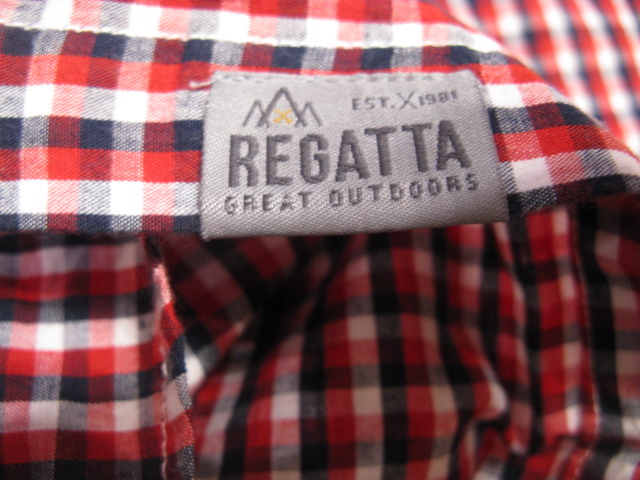 EST. X 1981
REGATTA
GREAT OUTDOORS